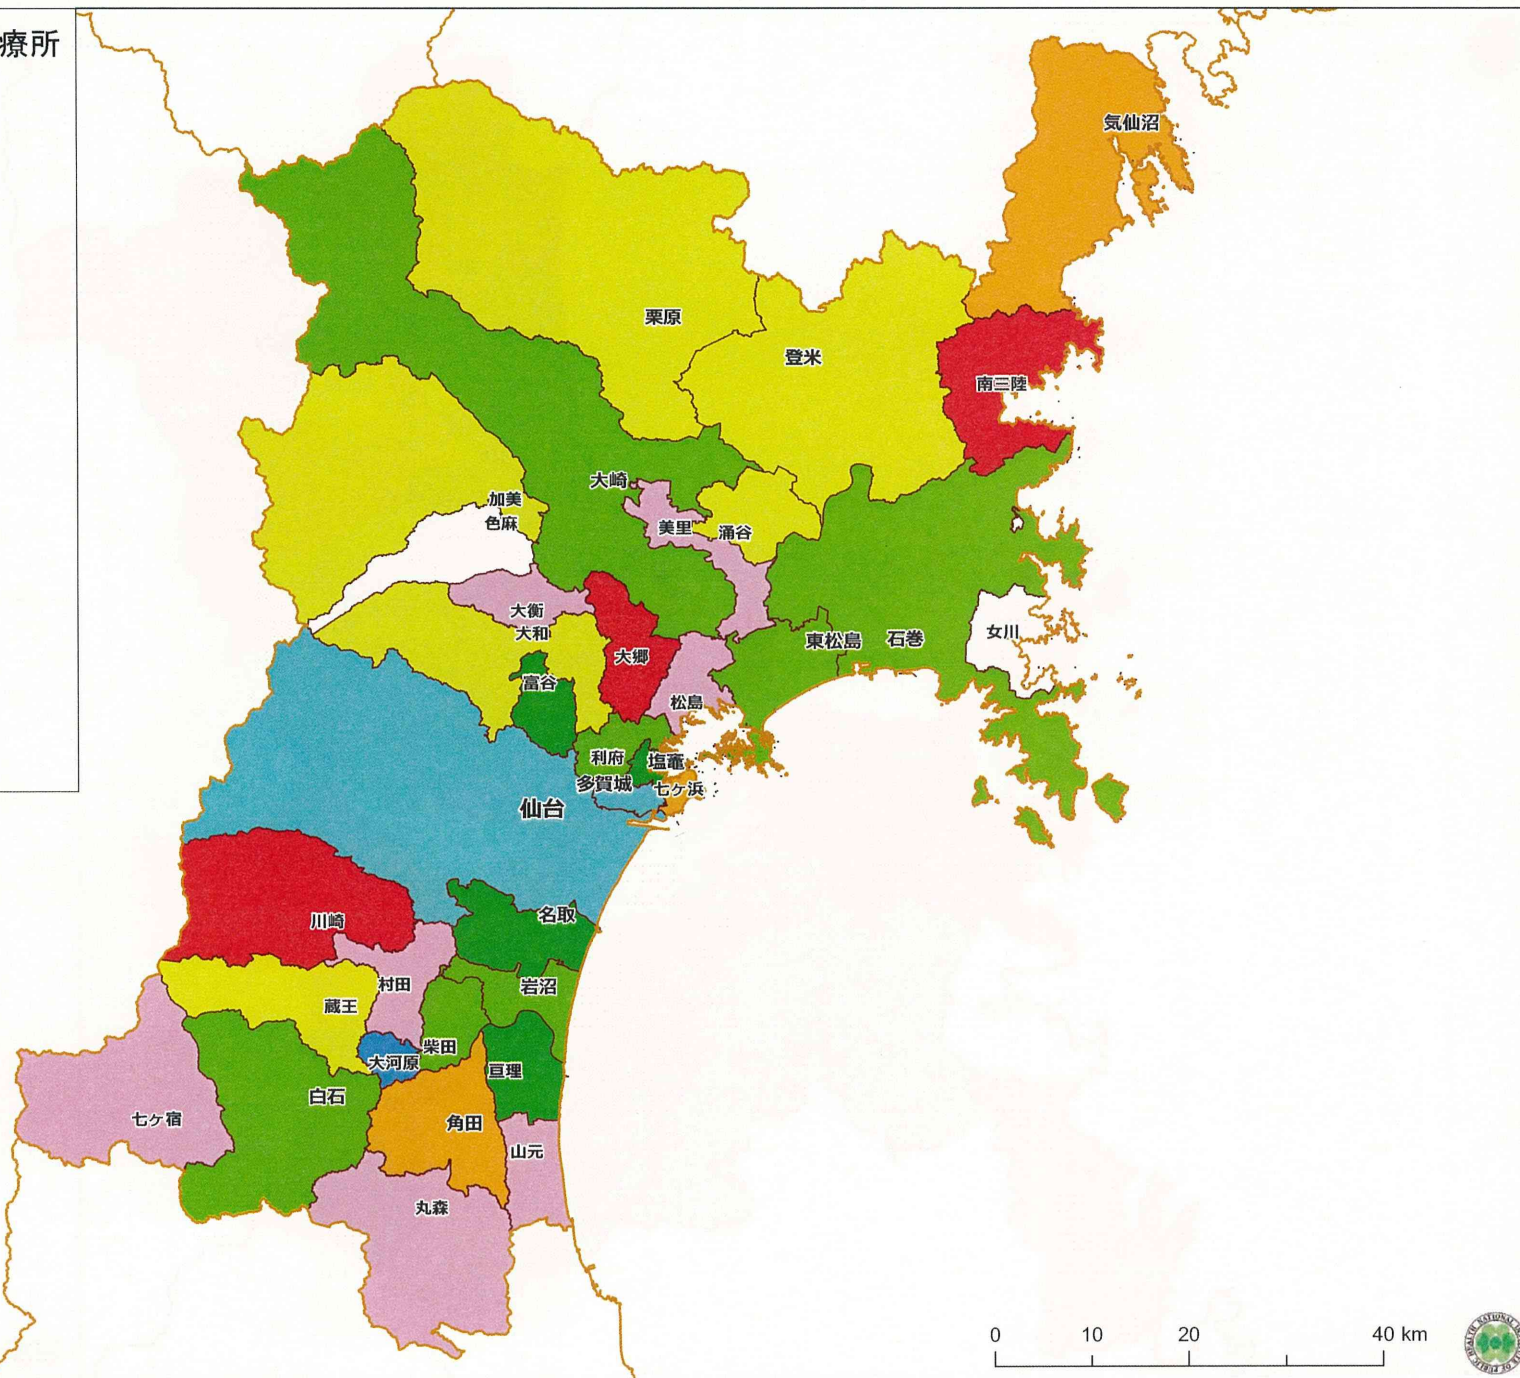 療所
気仙沼
栗原
登米
南三陸
大崎
加美
色麻
美里
涌谷
大衡
大和
大郷
東松島
石巻
女川
富谷
松島
利府
塩竈
多賀城
七ヶ浜
仙台
川崎
名取
村田
岩沼
蔵王
柴田
大河原
亘理
白石
七ヶ宿
角田
山元
丸森
0 10 20 40 km